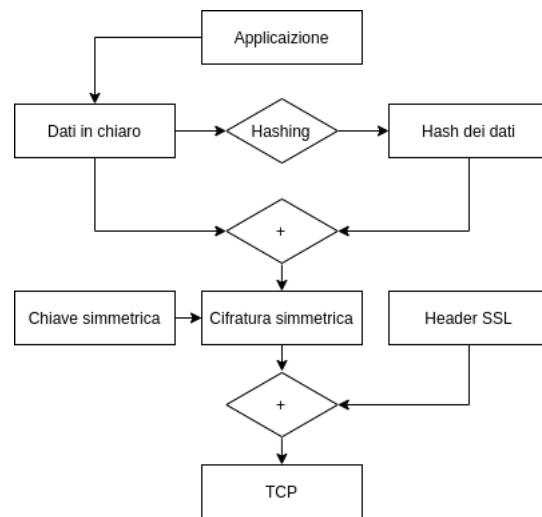 Applicaizione
Dati in chiaro
Hashing
Hash dei dati
+
Chiave simmetrica
Cifratura simmetrica
Header SSL
+
TCP